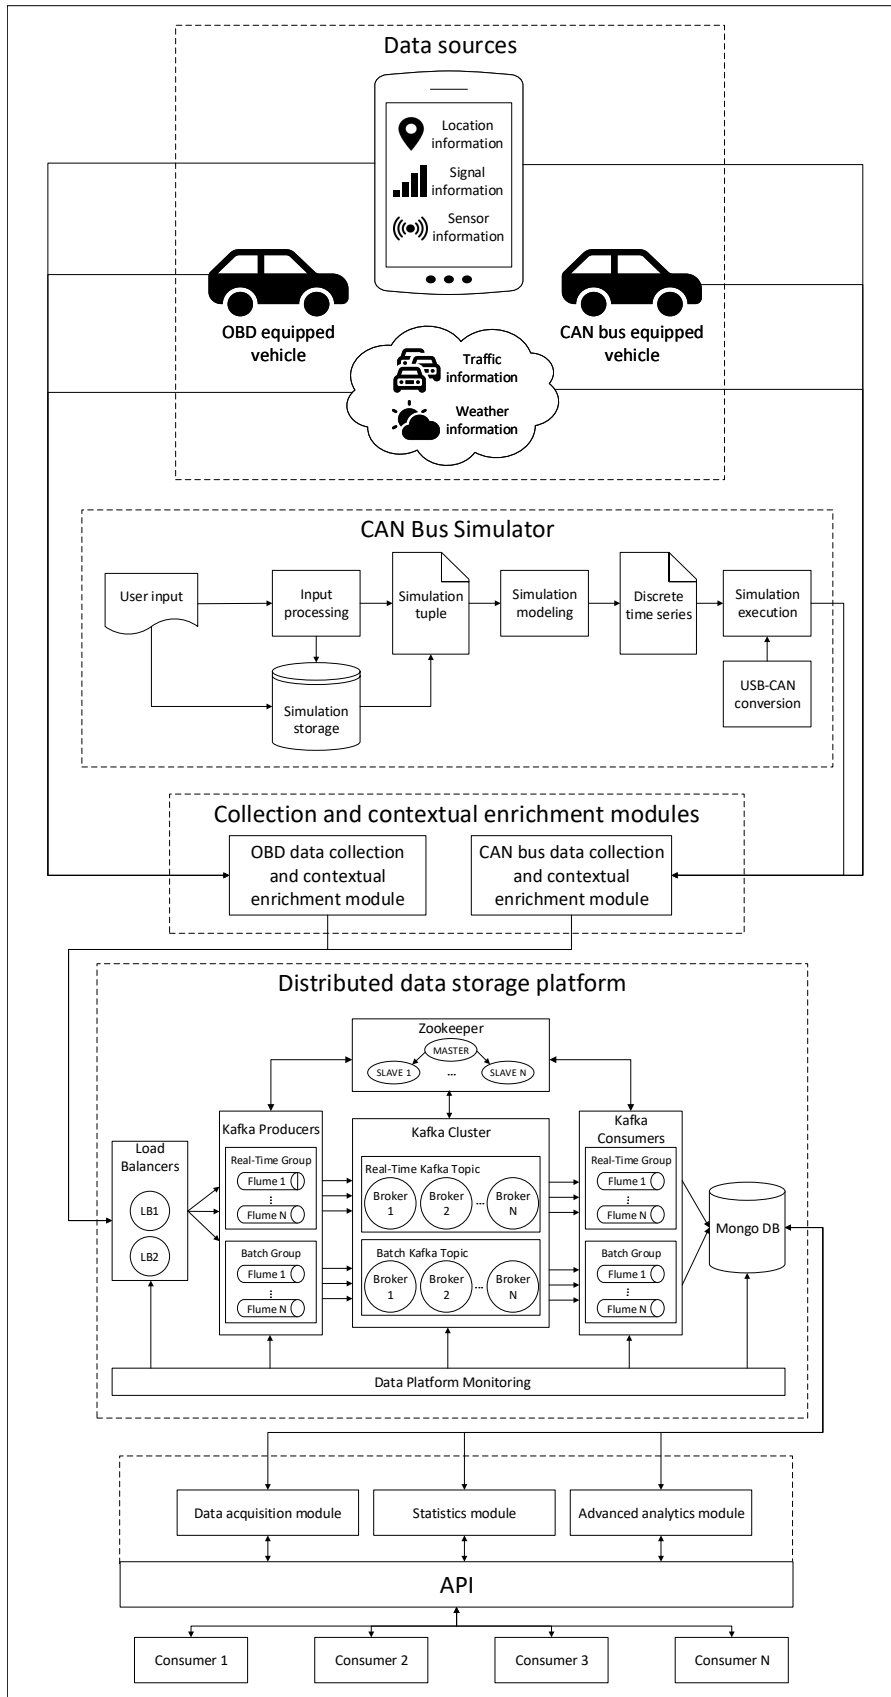 Data sources
Location
information
Signal
information
Sensor
information
OBD equipped
vehicle
CAN bus equipped
vehicle
Traffic
information
Weather
information
CAN Bus Simulator
User input
Input
processing
Simulation
tuple
Simulation
modeling
Discrete
time series
Simulation
execution
Simulation
storage
USB-CAN
conversion
Collection and contextual enrichment modules
OBD data collection
and contextual
enrichment module
CAN bus data collection
and contextual
enrichment module
Distributed data storage platform
Zookeeper
MASTER
SLAVE 1
...
SLAVE N
Load
Balancers
LB1
LB2
Kafka Producers
Real-Time Group
Flume 1
...
Flume N
Batch Group
Flume 1
...
Flume N
Kafka Cluster
Real-Time Kafka Topic
Broker
1
Broker
2
...
Broker
N
Batch Kafka Topic
Broker
1
Broker
2
...
Broker
N
Kafka
Consumers
Real-Time Group
Flume 1
...
Flume N
Batch Group
Flume 1
...
Flume N
Mongo DB
Data Platform Monitoring
Data acquisition module
Statistics module
Advanced analytics module
API
Consumer 1
Consumer 2
Consumer 3
Consumer N